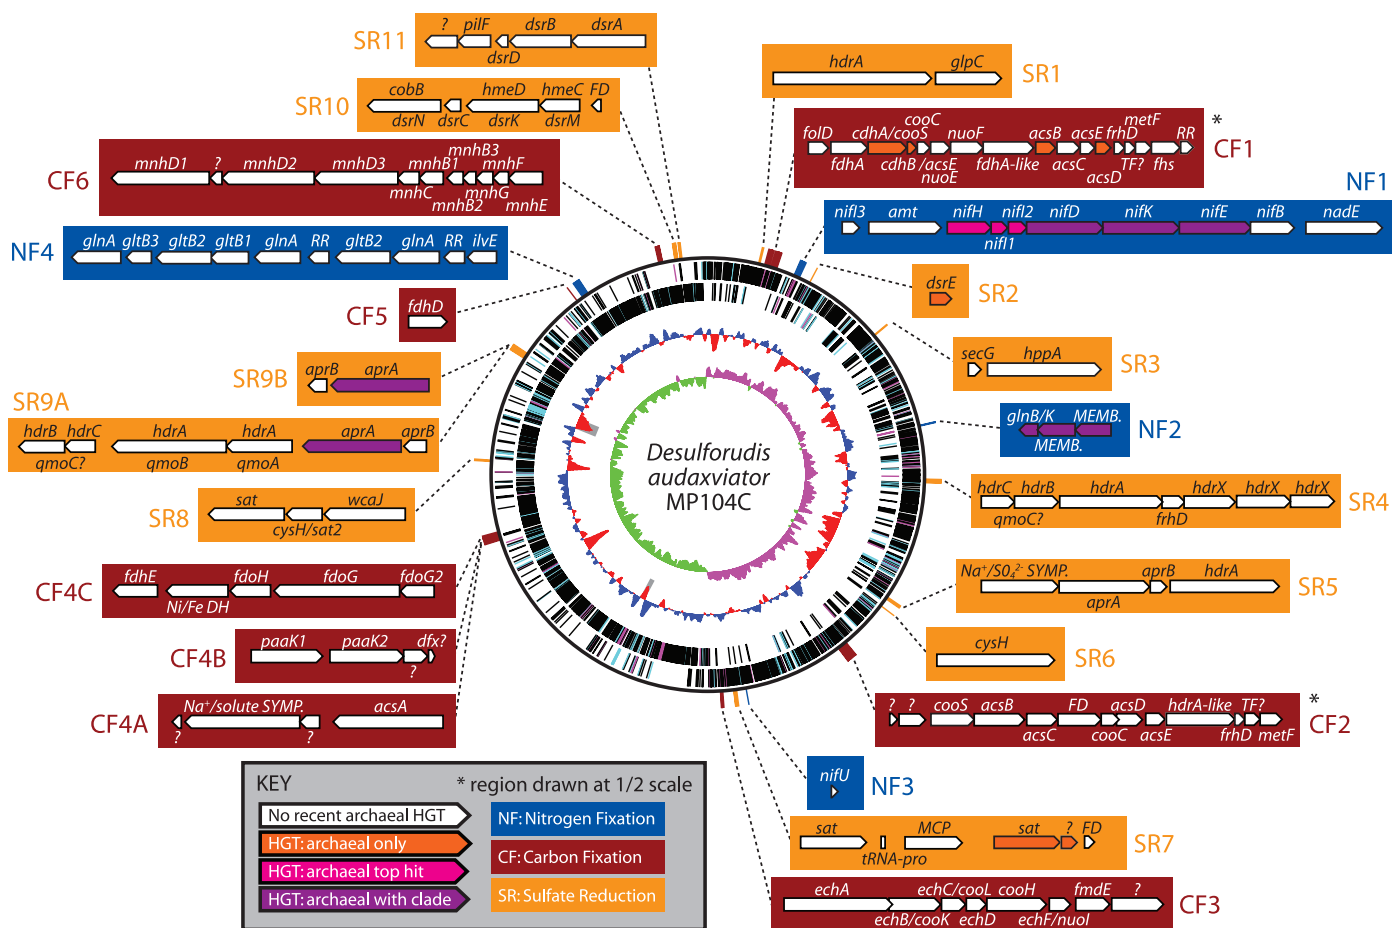 SR11
? pilF dsrB dsrA
dsrD
SR10
cobB hmeD hmeC FD
dsrN dsrC dsrK dsrM
CF6
mnhD1 ? mnhD2 mnhD3 mnhB1 mnhB3 mnhF
mnhC mnhB2 mnhG mnhE
NF4
glnA gltB3 gltB2 gltB1 glnA RR gltB2 glnA RR ilvE
CF5
fdhD
SR9B
aprB aprA
SR9A
hdrB hdrC hdrA hdrA aprA aprB
qmoC? qmoB qmoA
SR8
sat wcaJ
cysH/sat2
CF4C
fdhE fdoH fdoG fdoG2
Ni/Fe DH
CF4B
paaK1 paaK2 dfx?
?
CF4A
Na⁺/solute SYMP. acsA
? ?
Desulforudis
audaxviator
MP104C
SR1
hdrA glpC
*
CF1
folD cdhA/cooS cooC nuoF acsB acsE frhD metF RR
fdhA cdhB /acsE nuoE fdhA-like acsC acsD TF? fhs
NF1
nifI3 amt nifH nifI2 nifD nifK nifE nifB nadE
nifI1
dsrE
SR2
secG hppA
SR3
glnB/K MEMB.
MEMB.
NF2
hdrC hdrB hdrA hdrX hdrX hdrX
qmoC? frhD
SR4
Na⁺/SO₄²⁻ SYMP. aprB hdrA
aprA
SR5
cysH
SR6
*
CF2
? ? cooS acsB FD acsD hdrA-like TF?
acsC cooC acsE frhD metF
nifU
NF3
sat MCP sat ? FD
tRNA-pro
SR7
echA echC/cooL cooH fmdE ?
echB/cooK echD echF/nuoI
CF3
KEY
* region drawn at 1/2 scale
No recent archaeal HGT
HGT: archaeal only
HGT: archaeal top hit
HGT: archaeal with clade
NF: Nitrogen Fixation
CF: Carbon Fixation
SR: Sulfate Reduction